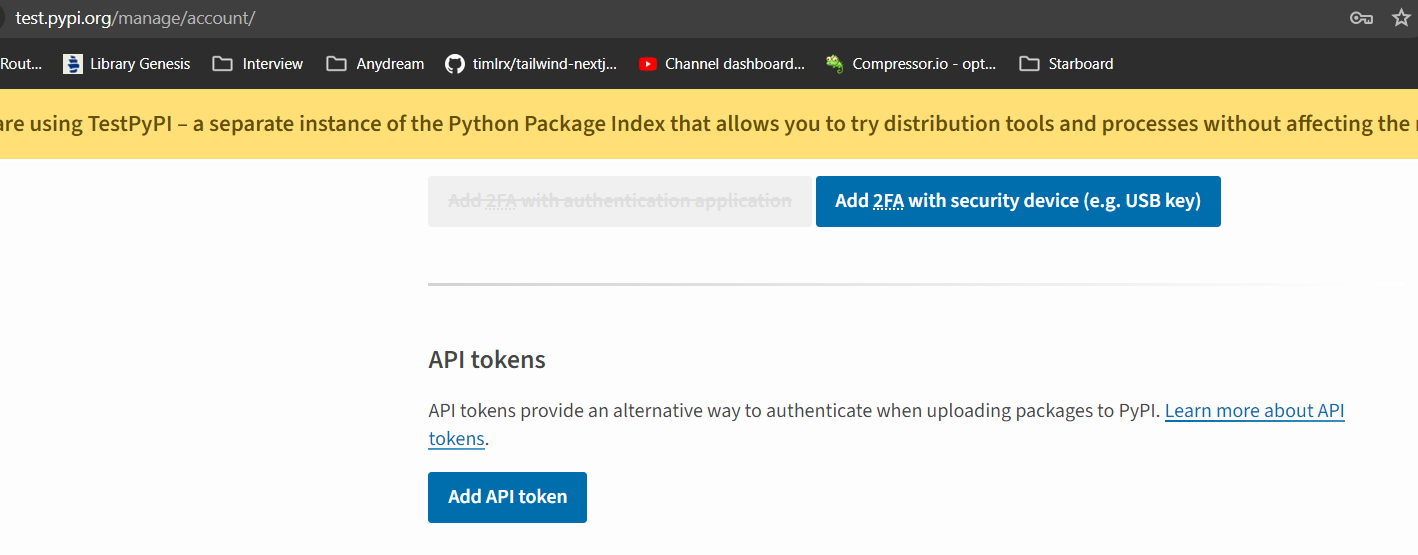 test.pypi.org/manage/account/
Rout... Library Genesis Interview Anydream timlrx/tailwind-nextj... Channel dashboard... Compressor.io - opt... Starboard
are using TestPyPI – a separate instance of the Python Package Index that allows you to try distribution tools and processes without affecting the
Add 2FA with authentication application Add 2FA with security device (e.g. USB key)
API tokens
API tokens provide an alternative way to authenticate when uploading packages to PyPI. Learn more about API
tokens.
Add API token